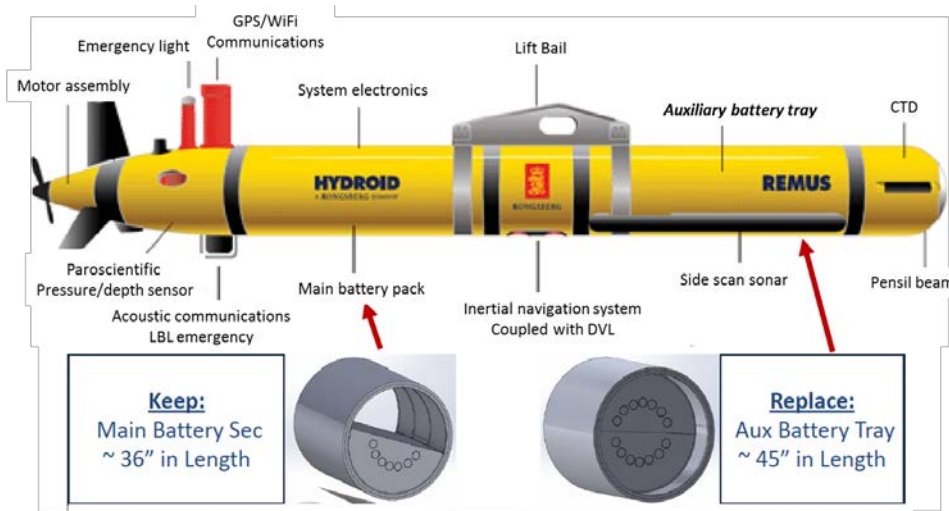 GPS/WiFi
Communications
Emergency light
Lift Bail
Motor assembly
System electronics
Auxiliary battery tray
CTD
HYDROID
A KONGSBERG COMPANY
KONGSBERG
REMUS
Paroscientific
Pressure/depth sensor
Main battery pack
Side scan sonar
Pensil beam
Inertial navigation system
Coupled with DVL
Acoustic communications
LBL emergency
Keep:
Main Battery Sec
~ 36” in Length
Replace:
Aux Battery Tray
~ 45” in Length